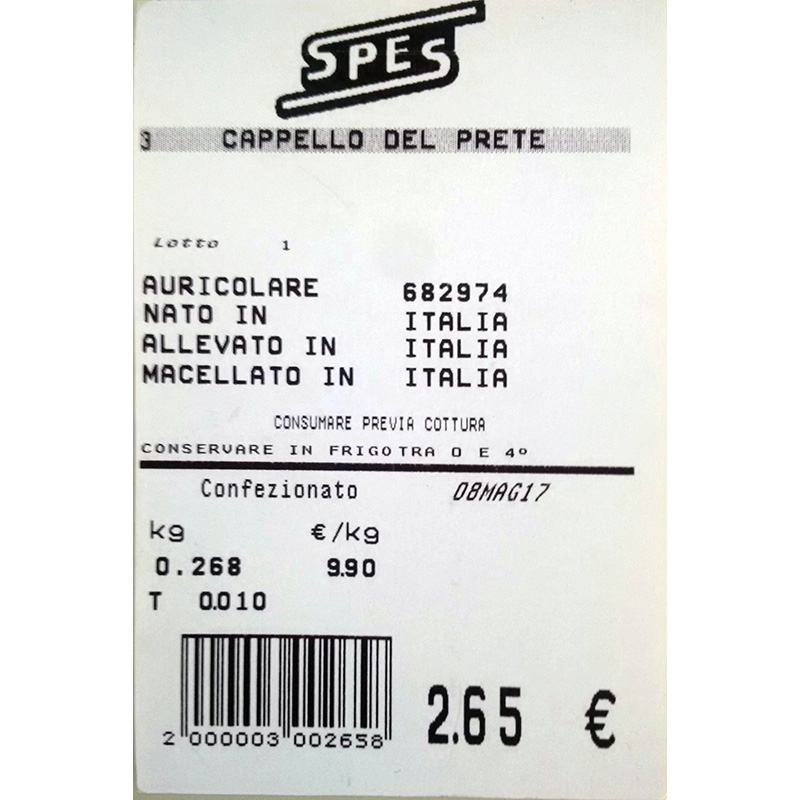 SPES
3 CAPPELLO DEL PRETE
Lotto 1
AURICOLARE 682974
NATO IN ITALIA
ALLEVATO IN ITALIA
MACELLATO IN ITALIA
CONSUMARE PREVIA COTTURA
CONSERVARE IN FRIGO TRA 0 E 4°
Confezionato 08MAG17
kg €/kg
0.268 9.90
T 0.010
2 000003 002658
2.65 €